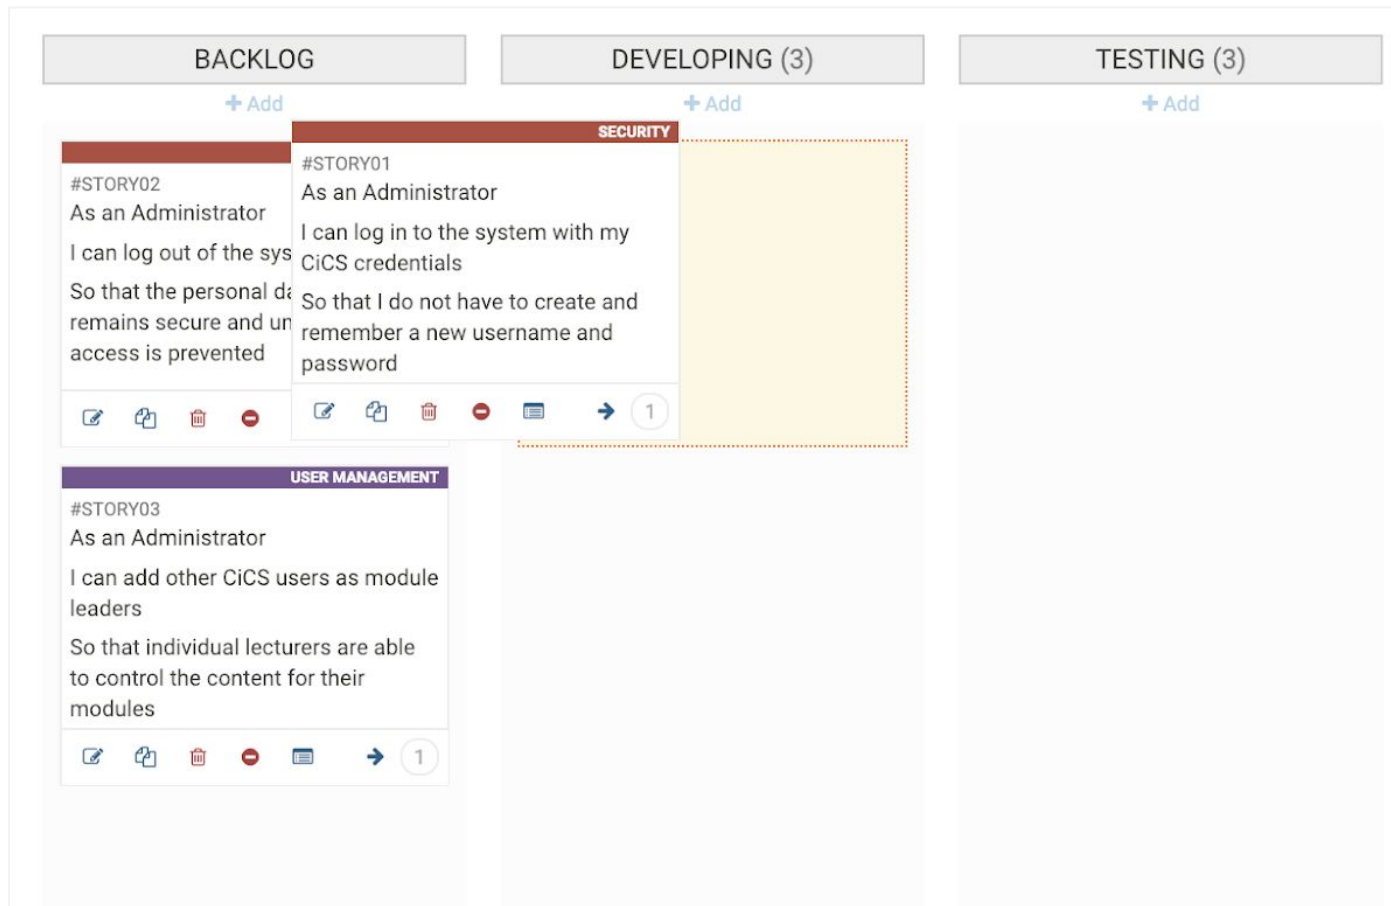 BACKLOG
DEVELOPING (3)
TESTING (3)
Add
Add
Add
SECURITY
#STORY01
As an Administrator
I can log in to the system with my
CiCS credentials
So that I do not have to create and
remember a new username and
password
1
#STORY02
As an Administrator
I can log out of the sys
So that the personal
remains secure and
access is prevented
USER MANAGEMENT
#STORY03
As an Administrator
I can add other CiCS users as module
leaders
So that individual lecturers are able
to control the content for their
modules
1